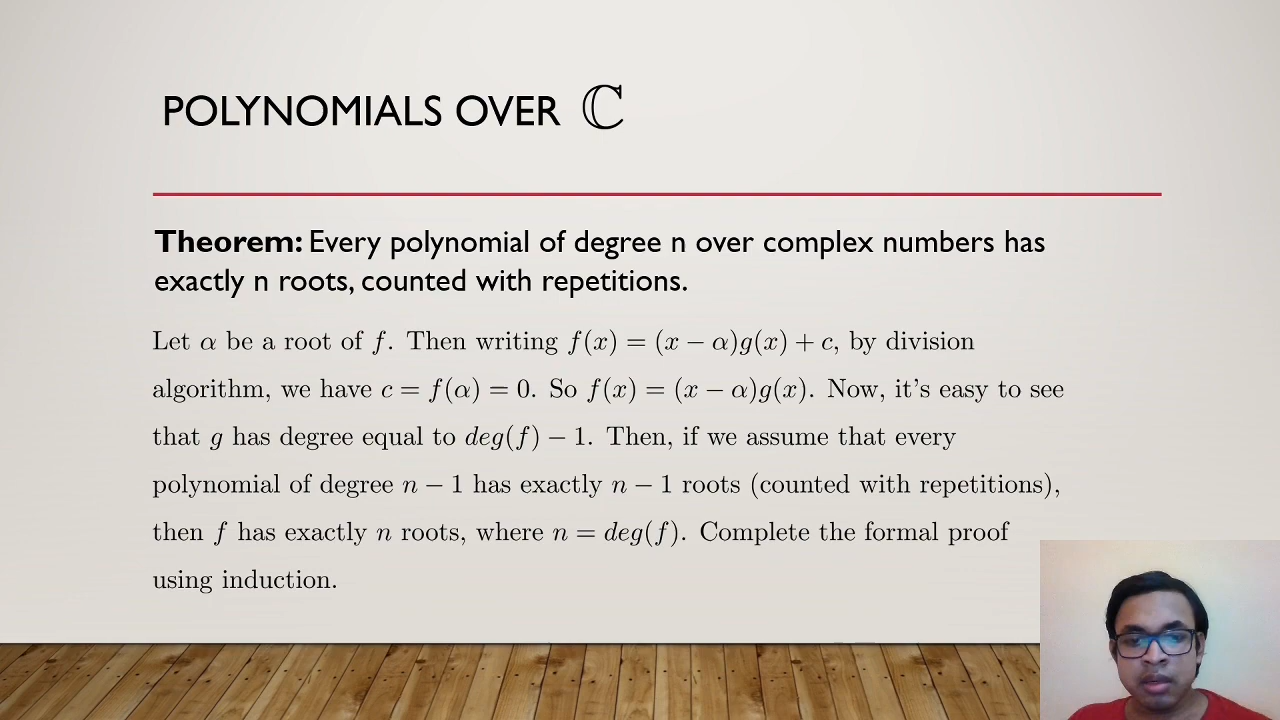 POLYNOMIALS OVER ℂ
Theorem: Every polynomial of degree n over complex numbers has
exactly n roots, counted with repetitions.
Let α be a root of f. Then writing f(x) = (x − α)g(x) + c, by division
algorithm, we have c = f(α) = 0. So f(x) = (x − α)g(x). Now, it's easy to see
that g has degree equal to deg(f) − 1. Then, if we assume that every
polynomial of degree n − 1 has exactly n − 1 roots (counted with repetitions),
then f has exactly n roots, where n = deg(f). Complete the formal proof
using induction.